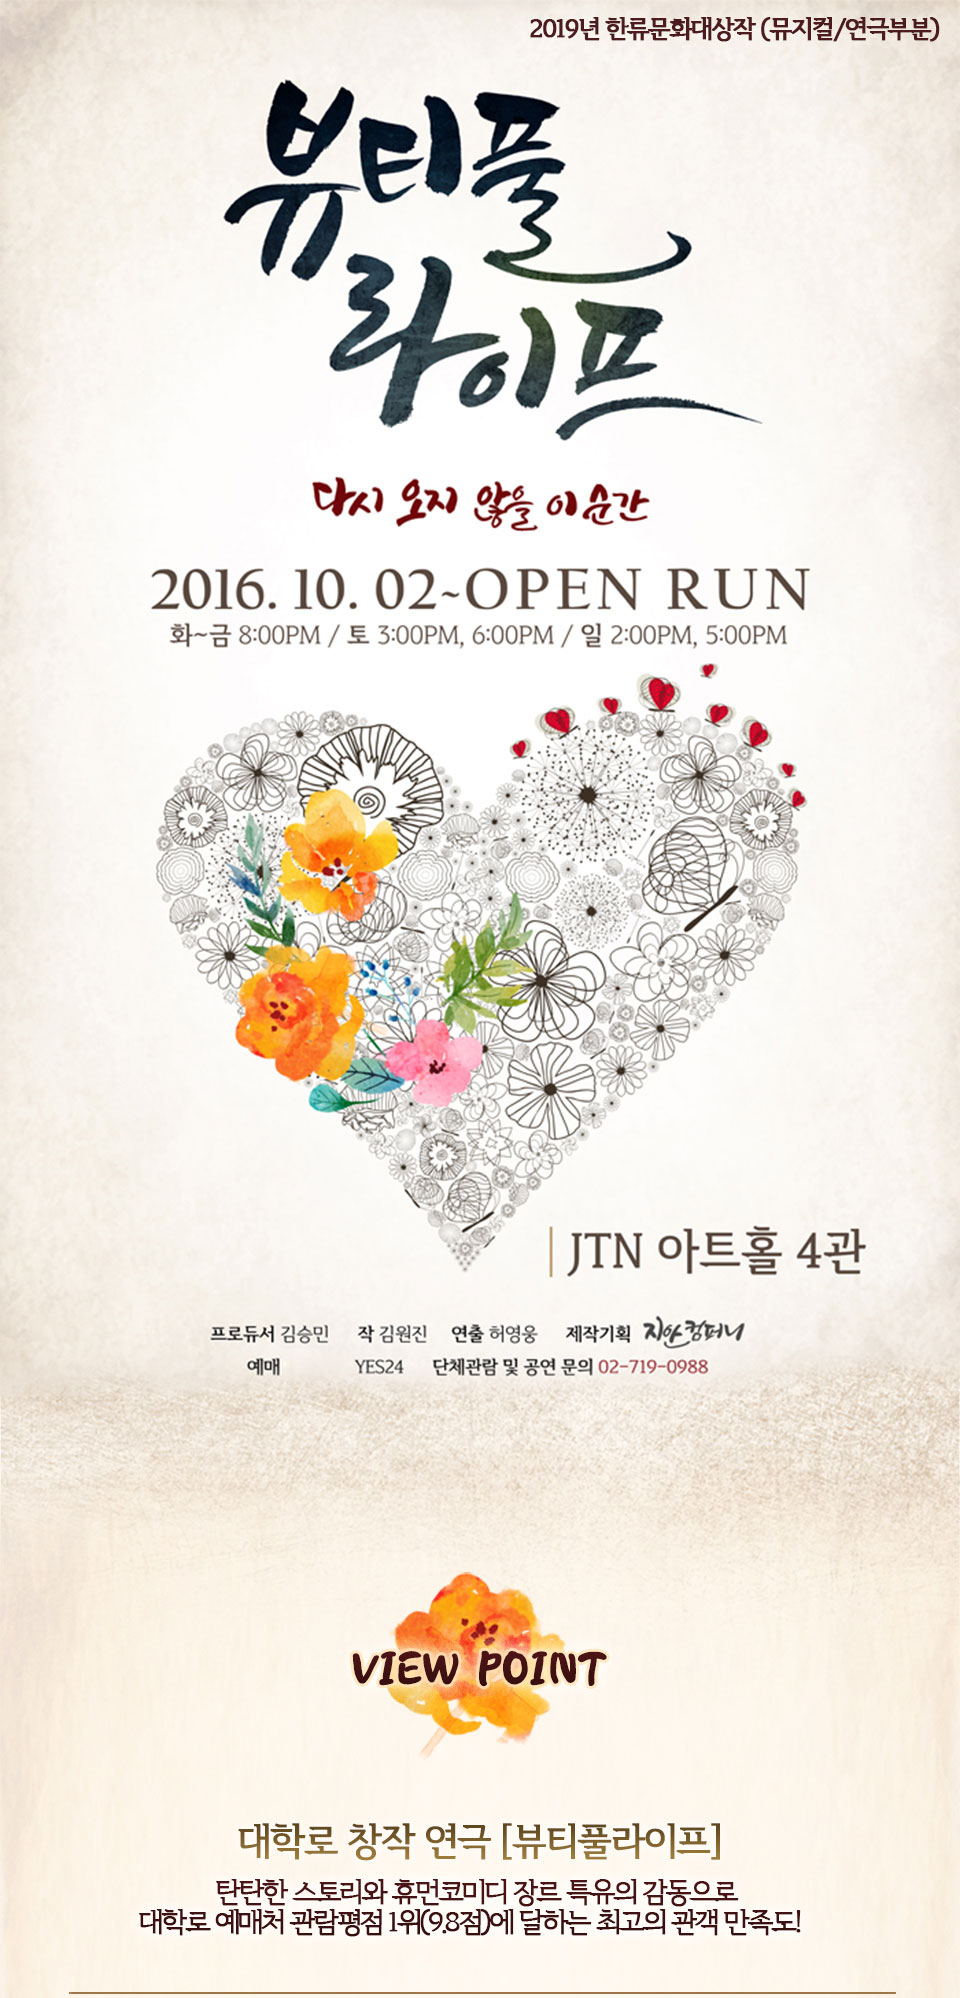 2019년 한류문화대상작 (뮤지컬/연극부분)
뷰티풀
라이프
다시 오지 않을 이 순간
2016. 10. 02~OPEN RUN
화~금 8:00PM / 토 3:00PM, 6:00PM / 일 2:00PM, 5:00PM
JTN 아트홀 4관
프로듀서 김승민 작 김원진 연출 허영웅 제작기획 지안컴퍼니
예매 YES24 단체관람 및 공연 문의 02-719-0988
VIEW POINT
대학로 창작 연극 [뷰티풀라이프]
탄탄한 스토리와 휴먼코미디 장르 특유의 감동으로
대학로 예매처 관람평점 1위(9.8점)에 달하는 최고의 관객 만족도!